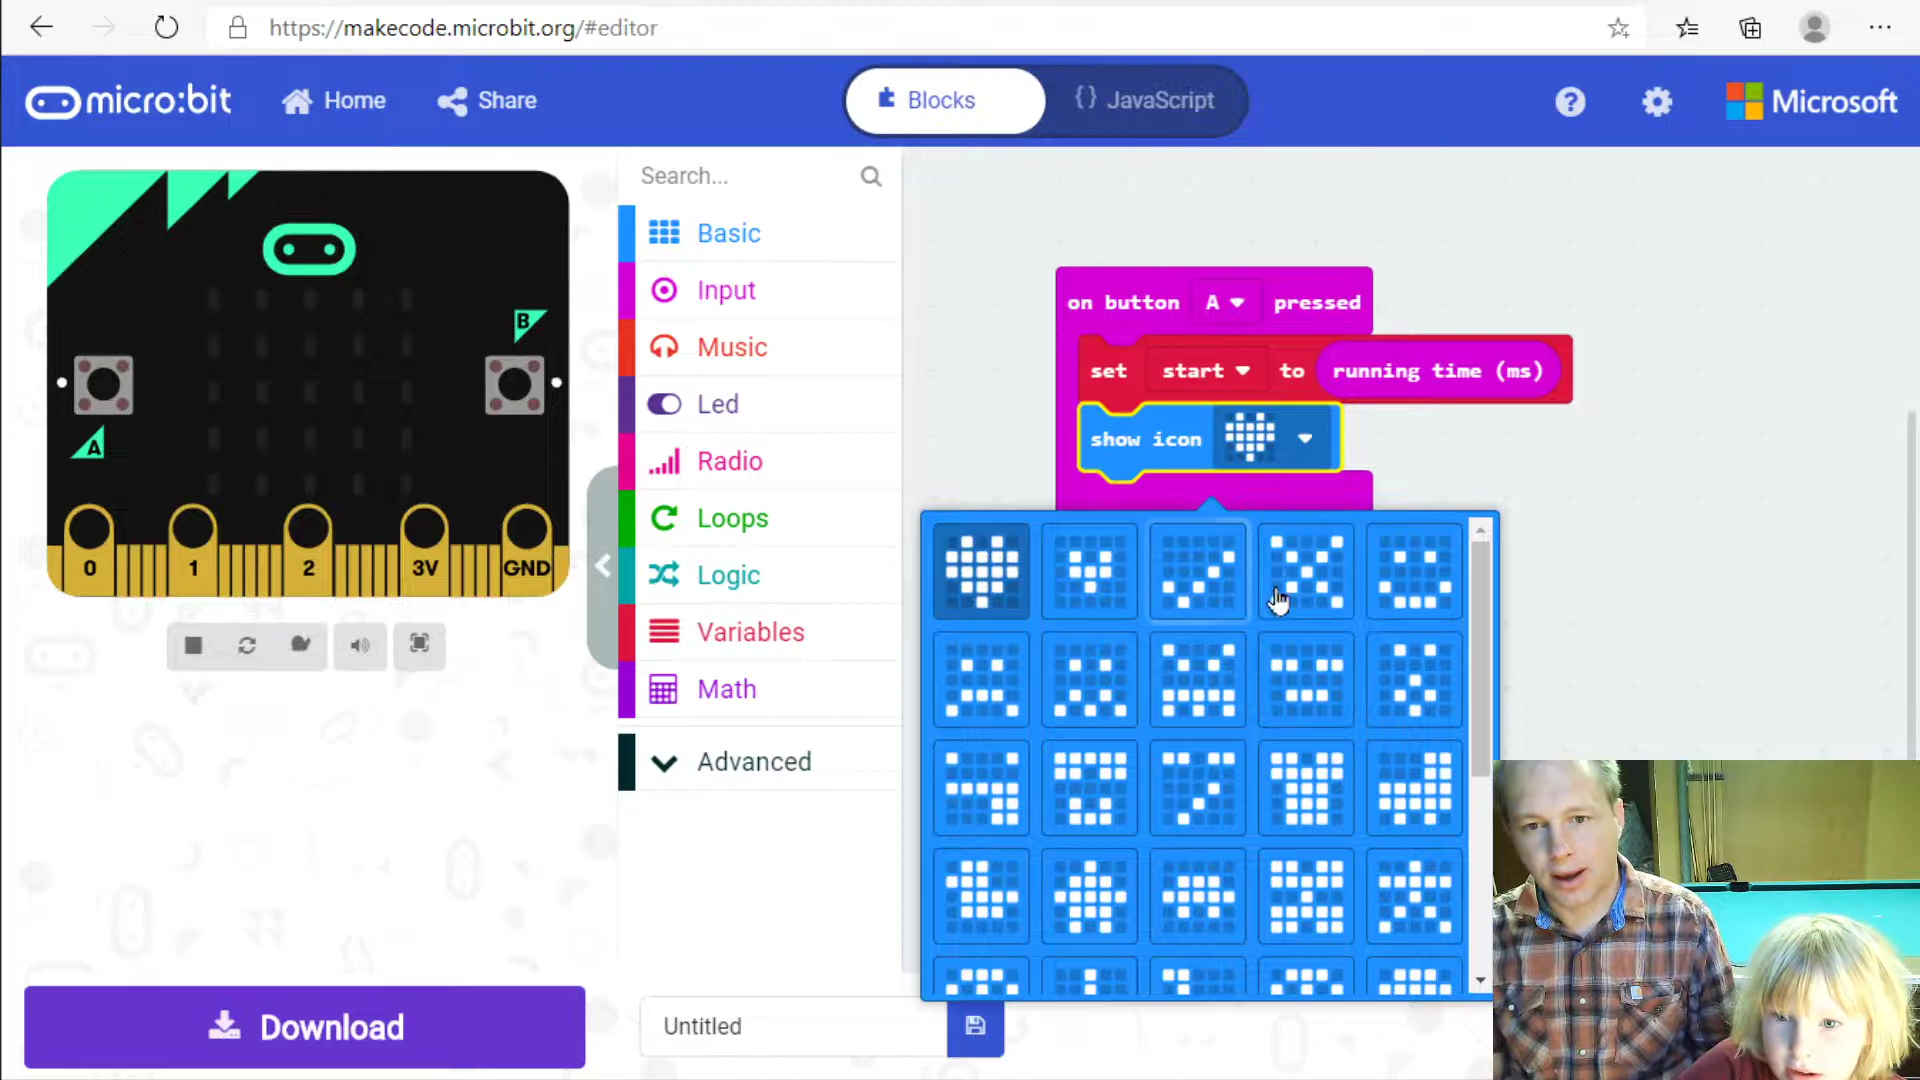 https://makecode.microbit.org/#editor
micro:bit
Home
Share
Blocks
{} JavaScript
?
Microsoft
Search...
Basic
Input
Music
Led
Radio
Loops
Logic
Variables
Math
Advanced
B
A
0
1
2
3V
GND
on button A pressed
set start to running time (ms)
show icon
Download
Untitled